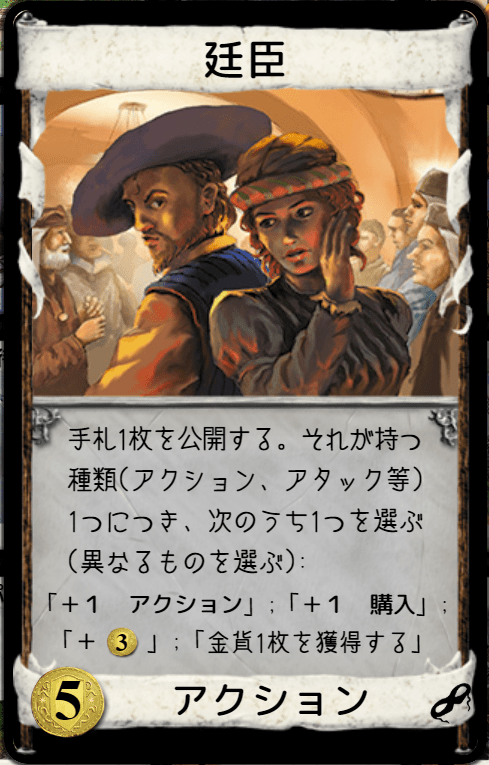 廷臣
手札1枚を公開する。それが持つ
種類(アクション、アタック等)
1つにつき、次のうち1つを選ぶ
(異なるものを選ぶ):
「＋１　アクション」;「＋１　購入」;
「＋ 3 」;「金貨1枚を獲得する」
5 アクション